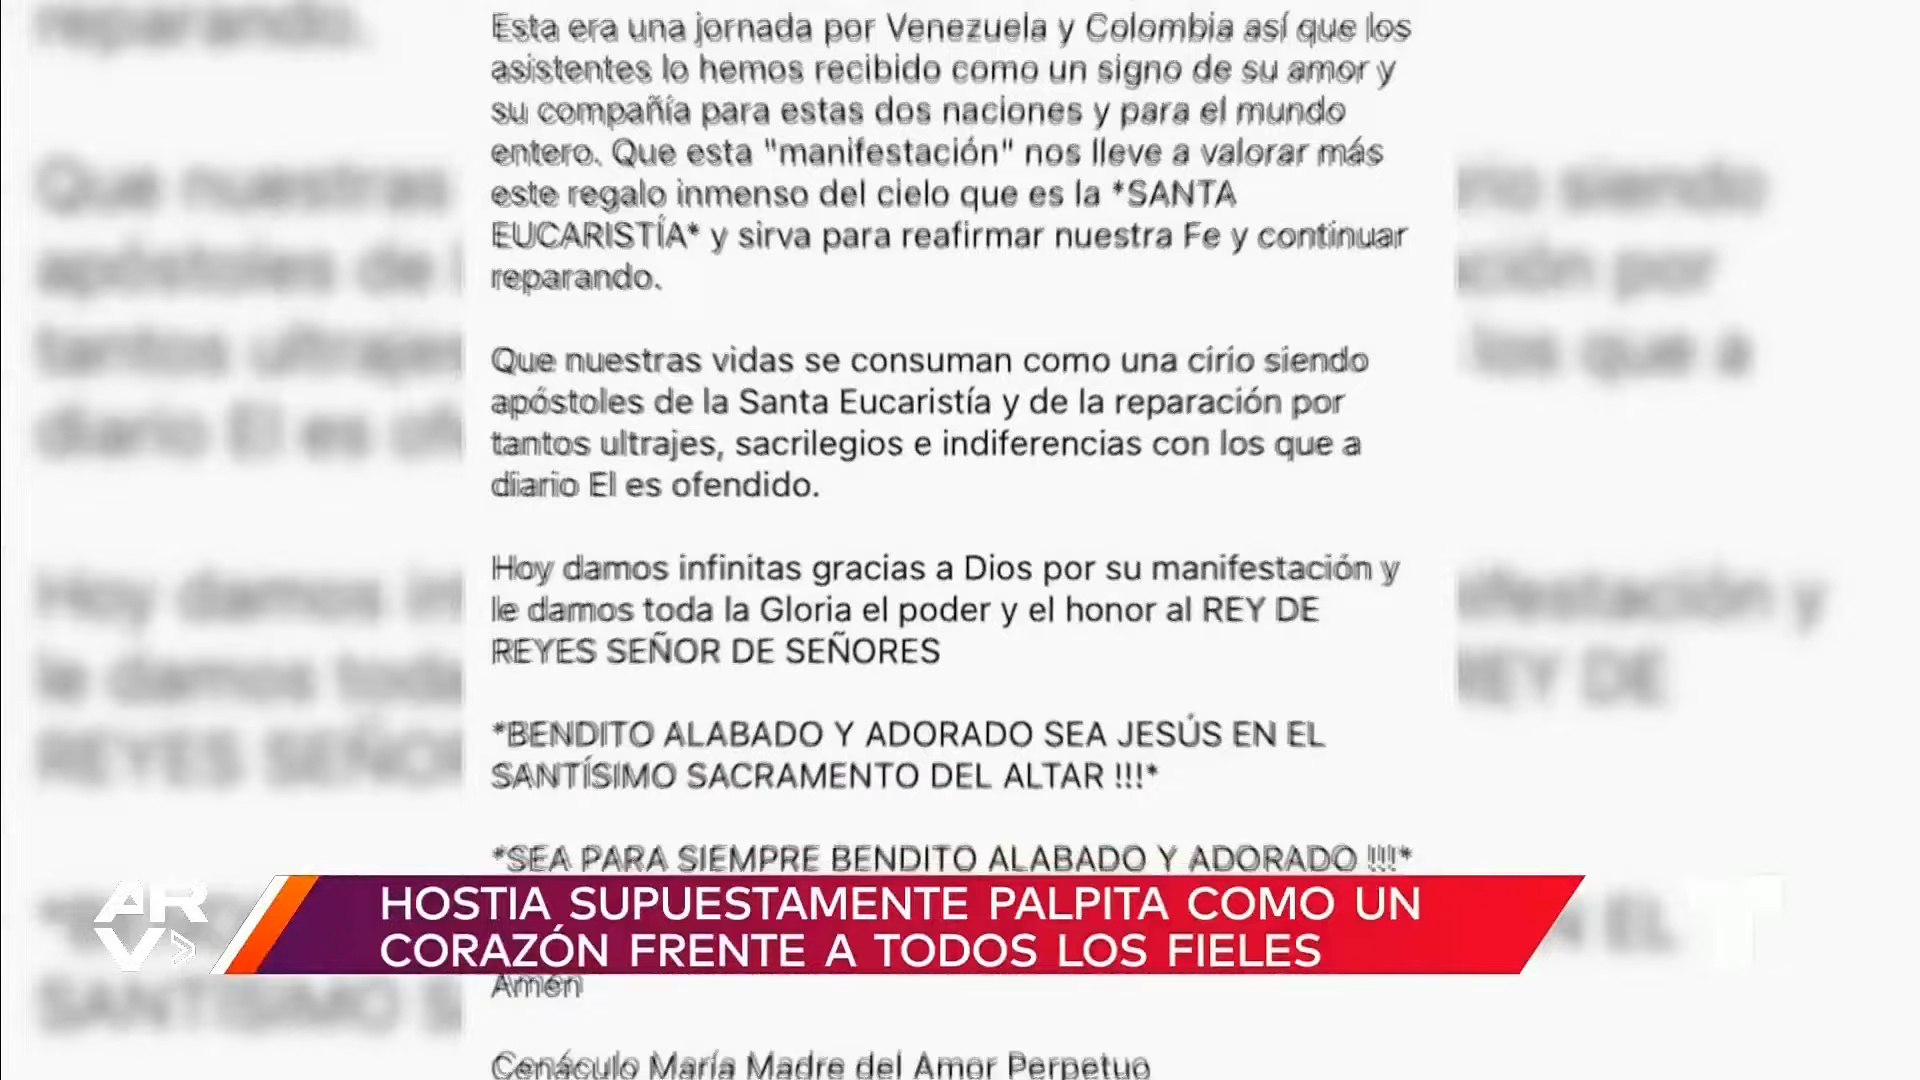 Esta era una jornada por Venezuela y Colombia así que los
asistentes lo hemos recibido como un signo de su amor y
su compañía para estas dos naciones y para el mundo
entero. Que esta "manifestación" nos lleve a valorar más
este regalo inmenso del cielo que es la *SANTA
EUCARISTÍA* y sirva para reafirmar nuestra Fe y continuar
reparando.
Que nuestras vidas se consuman como una cirio siendo
apóstoles de la Santa Eucaristía y de la reparación por
tantos ultrajes, sacrilegios e indiferencias con los que a
diario El es ofendido.
Hoy damos infinitas gracias a Dios por su manifestación y
le damos toda la Gloria el poder y el honor al REY DE
REYES SEÑOR DE SEÑORES
*BENDITO ALABADO Y ADORADO SEA JESÚS EN EL
SANTÍSIMO SACRAMENTO DEL ALTAR !!!*
*SEA PARA SIEMPRE BENDITO ALABADO Y ADORADO !!!*
ARV
HOSTIA SUPUESTAMENTE PALPITA COMO UN
CORAZÓN FRENTE A TODOS LOS FIELES
T
Amén
Cenáculo María Madre del Amor Perpetuo